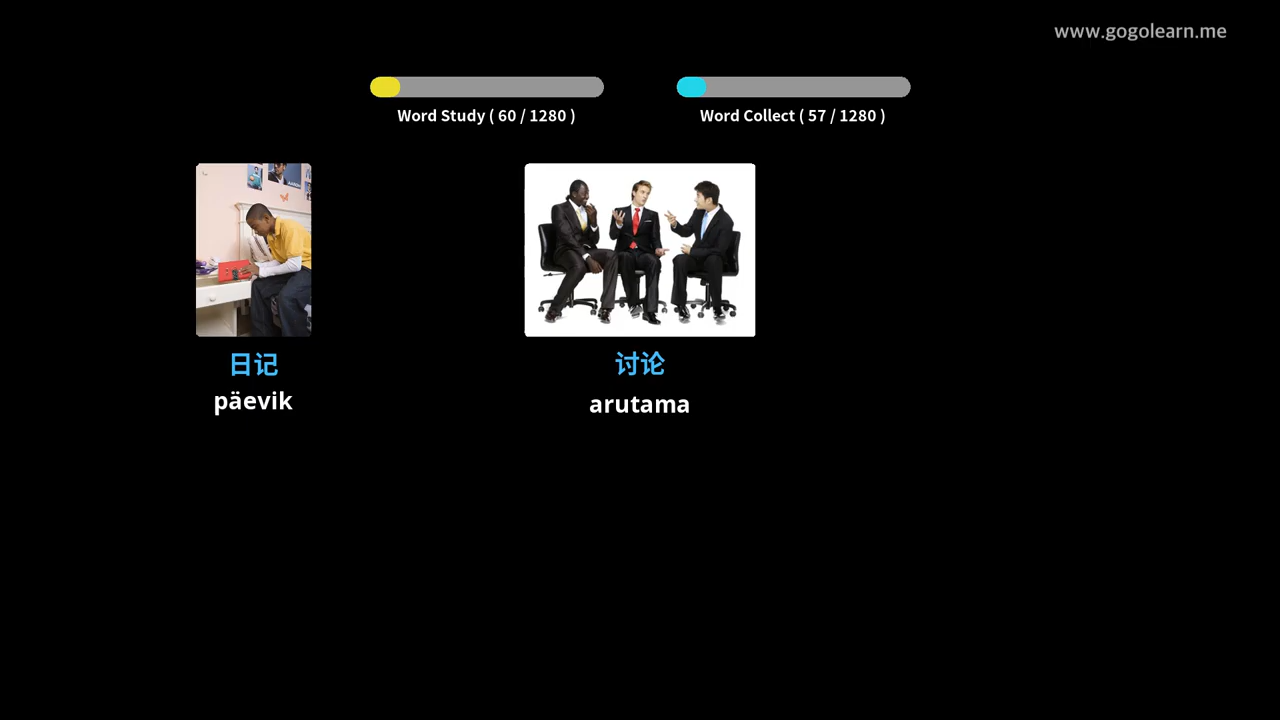 www.gogolearn.me
Word Study ( 60 / 1280 )
Word Collect ( 57 / 1280 )
日记
päevik
讨论
arutama